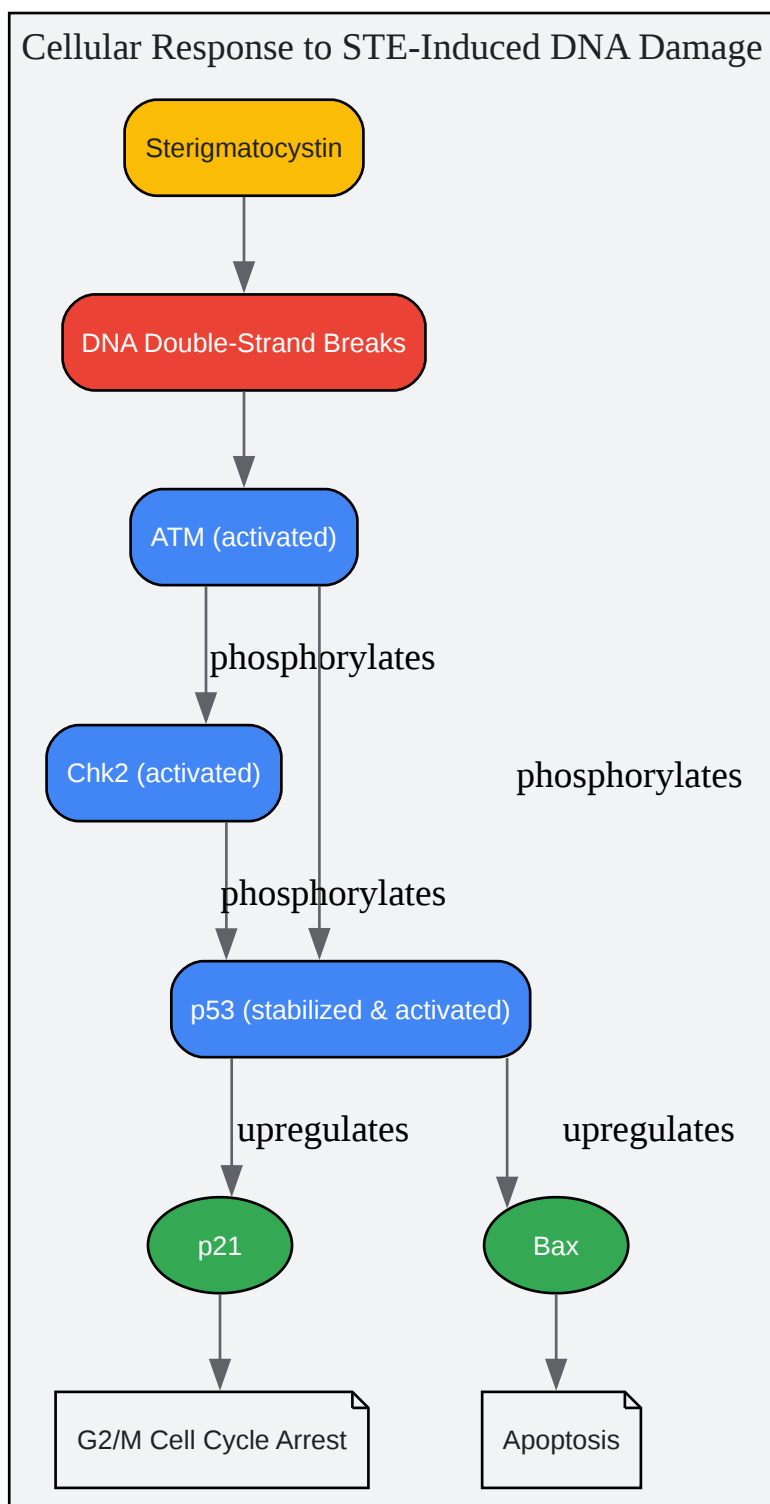 Cellular Response to STE-Induced DNA Damage
Sterigmatocystin
DNA Double-Strand Breaks
ATM (activated)
phosphorylates
Chk2 (activated)
phosphorylates
phosphorylates
p53 (stabilized & activated)
upregulates
upregulates
p21
Bax
G2/M Cell Cycle Arrest
Apoptosis